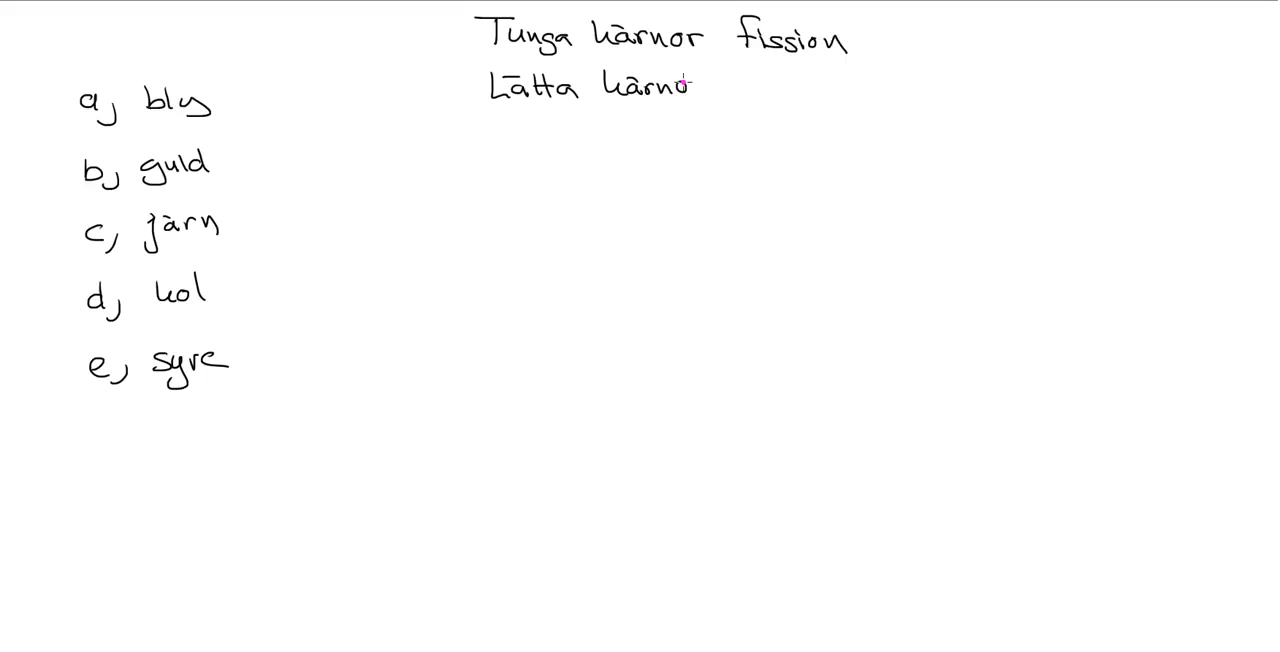 Tunga kärnor fission
Lätta kärno
a) bly
b) guld
c) järn
d) kol
e) syre